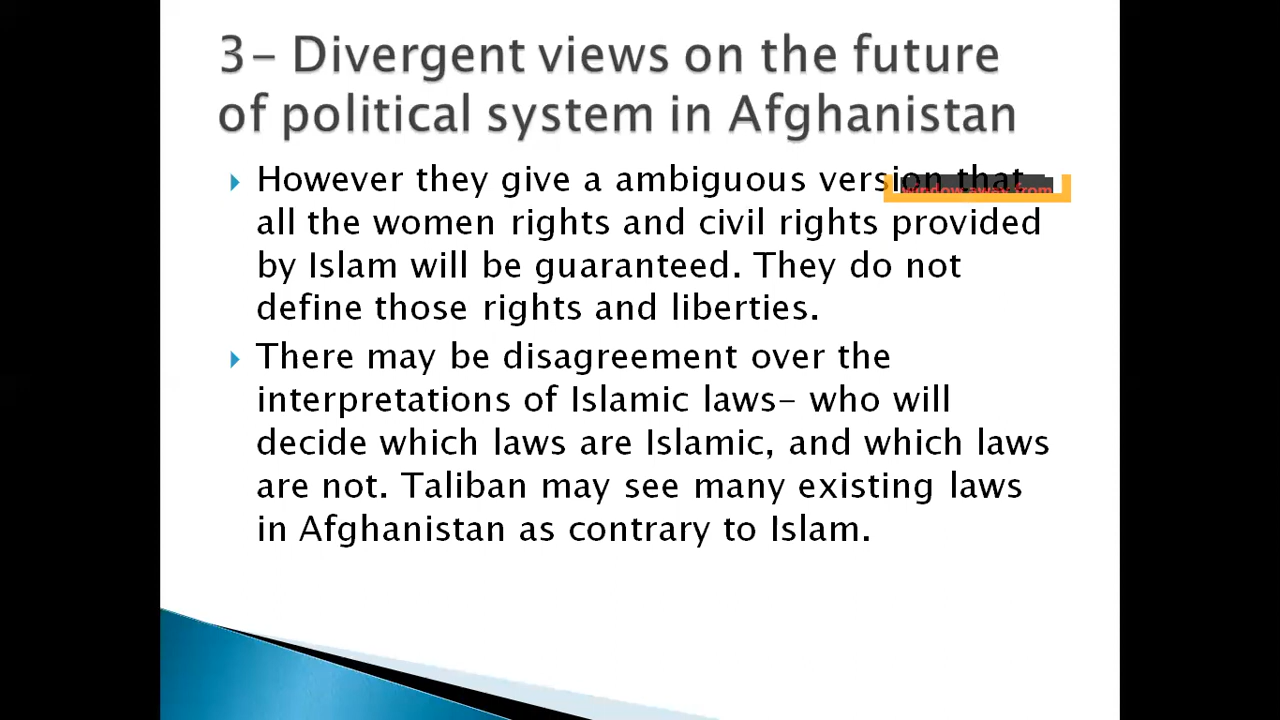 3- Divergent views on the future
of political system in Afghanistan
However they give a ambiguous version that
window away from
all the women rights and civil rights provided
by Islam will be guaranteed. They do not
define those rights and liberties.
There may be disagreement over the
interpretations of Islamic laws- who will
decide which laws are Islamic, and which laws
are not. Taliban may see many existing laws
in Afghanistan as contrary to Islam.